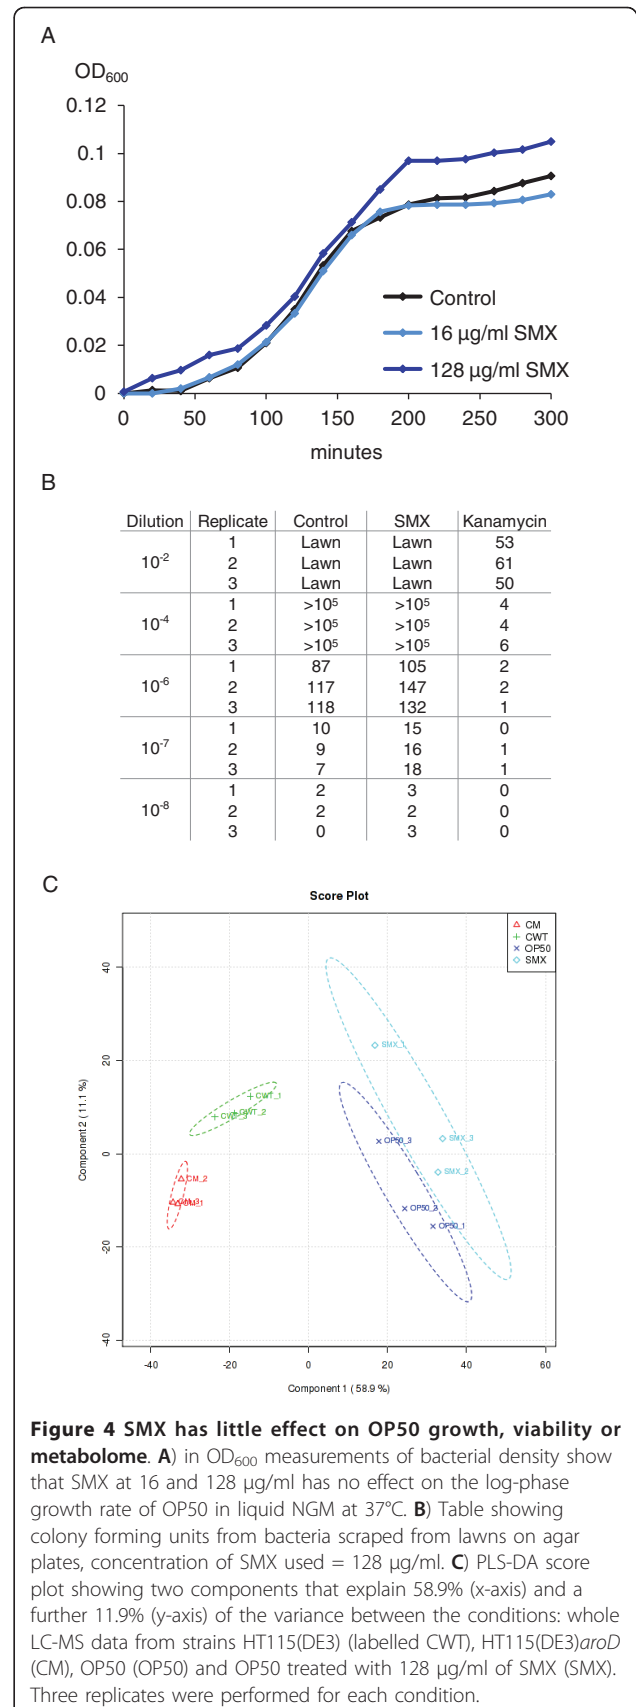 A
OD600
0.12
0.1
0.08
0.06
0.04
0.02
0
0 50 100 150 200 250 300
minutes
Control
16 µg/ml SMX
128 µg/ml SMX
B
Dilution Replicate Control SMX Kanamycin
10-2
1 Lawn Lawn 53
2 Lawn Lawn 61
3 Lawn Lawn 50
10-4
1 >10⁵ >10⁵ 4
2 >10⁵ >10⁵ 4
3 >10⁵ >10⁵ 6
10-6
1 87 105 2
2 117 147 2
3 118 132 1
10-7
1 10 15 0
2 9 16 1
3 7 18 1
10-8
1 2 3 0
2 2 2 0
3 0 3 0
C
Score Plot
CM
CWT
OP50
SMX
40
20
0
-20
-40
Component 2 ( 11.1 %)
SMX_1
CWT_1
CWT_3 CWT_2
SMX_3
OP50_3
SMX_2
CM_2
CM_3 CM_1
OP50_2
OP50_1
-40 -20 0 20 40 60
Component 1 ( 58.9 %)
Figure 4 SMX has little effect on OP50 growth, viability or
metabolome. A) in OD600 measurements of bacterial density show
that SMX at 16 and 128 µg/ml has no effect on the log-phase
growth rate of OP50 in liquid NGM at 37°C. B) Table showing
colony forming units from bacteria scraped from lawns on agar
plates, concentration of SMX used = 128 µg/ml. C) PLS-DA score
plot showing two components that explain 58.9% (x-axis) and a
further 11.9% (y-axis) of the variance between the conditions: whole
LC-MS data from strains HT115(DE3) (labelled CWT), HT115(DE3)aroD
(CM), OP50 (OP50) and OP50 treated with 128 µg/ml of SMX (SMX).
Three replicates were performed for each condition.